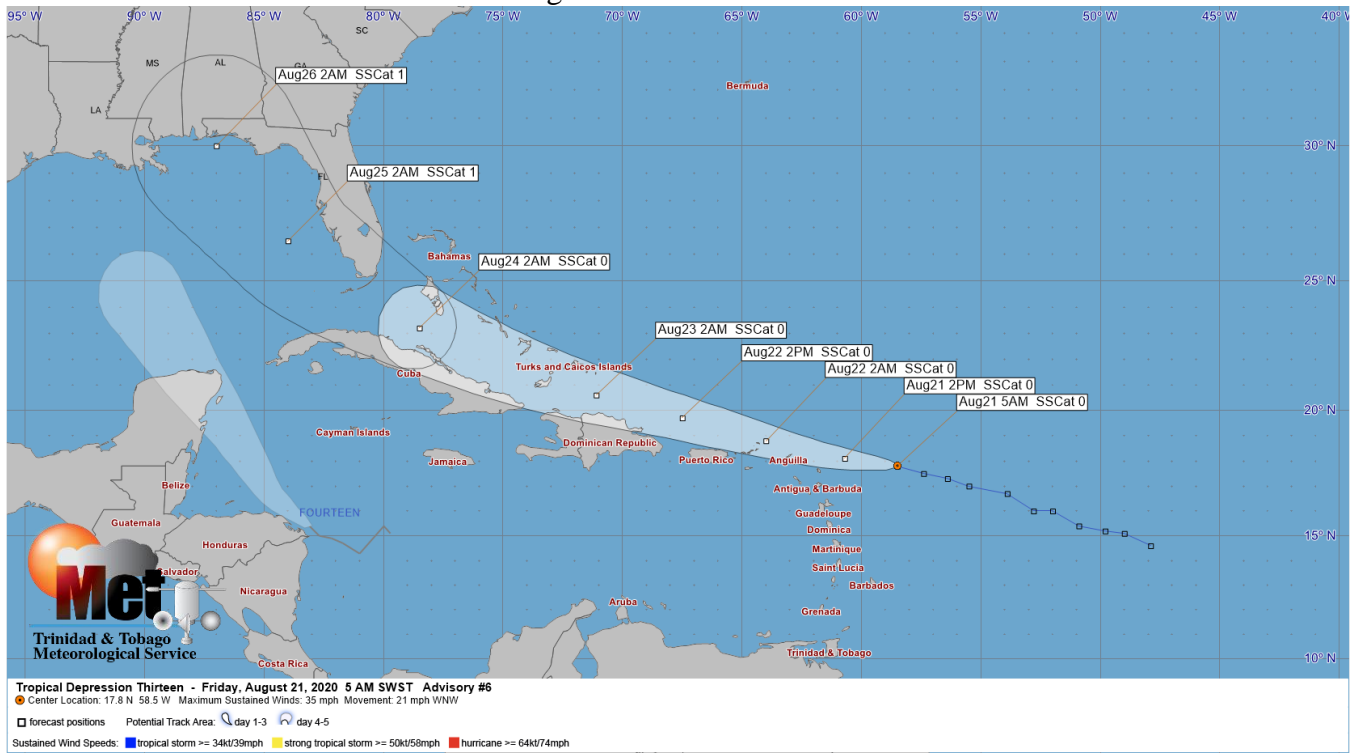 95° W 90° W 85° W 80° W 75° W 70° W 65° W 60° W 55° W 50° W 45° W 40° W
SC
MS AL GA
Aug26 2AM SSCat 1
Bermuda
LA
30° N
Aug25 2AM SSCat 1
FL
Bahamas
Aug24 2AM SSCat 0
25° N
Aug23 2AM SSCat 0
Aug22 2PM SSCat 0
Turks and Caicos Islands
Aug22 2AM SSCat 0
Cuba
Aug21 2PM SSCat 0
Aug21 5AM SSCat 0
20° N
Cayman Islands
Dominican Republic
Jamaica
Puerto Rico
Anguilla
Belize
Antigua & Barbuda
FOURTEEN
Guadeloupe
Guatemala
Dominica
15° N
Honduras
Martinique
Salvador
Saint Lucia
Nicaragua
Barbados
Met
Aruba
Grenada
Trinidad & Tobago
Meteorological Service
Trinidad & Tobago
Costa Rica
10° N
Tropical Depression Thirteen - Friday, August 21, 2020 5 AM SWST Advisory #6
Center Location: 17.8 N 58.5 W Maximum Sustained Winds: 35 mph Movement: 21 mph WNW
forecast positions Potential Track Area: day 1-3 day 4-5
Sustained Wind Speeds: tropical storm >= 34kt/39mph strong tropical storm >= 50kt/58mph hurricane >= 64kt/74mph